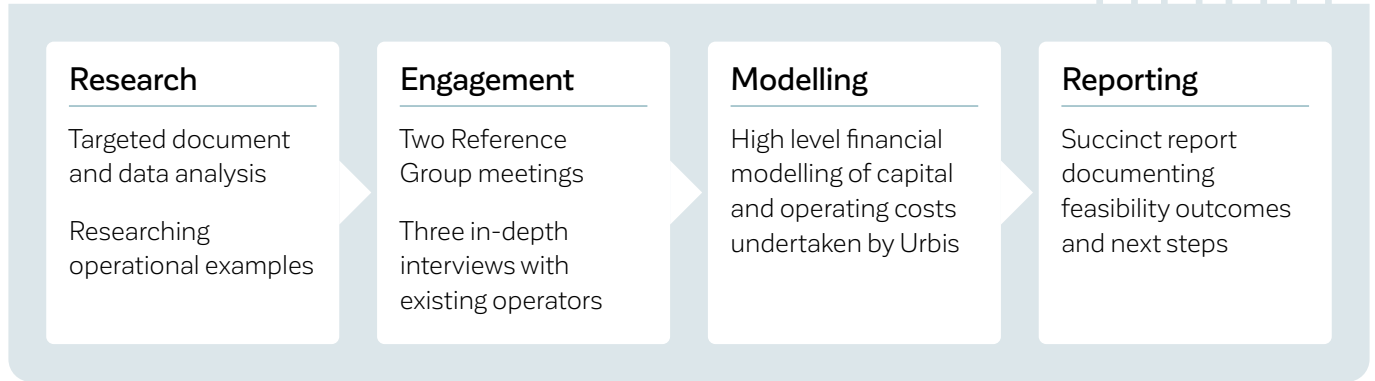 Research
Targeted document
and data analysis
Researching
operational examples
Engagement
Two Reference
Group meetings
Three in-depth
interviews with
existing operators
Modelling
High level financial
modelling of capital
and operating costs
undertaken by Urbis
Reporting
Succinct report
documenting
feasibility outcomes
and next steps